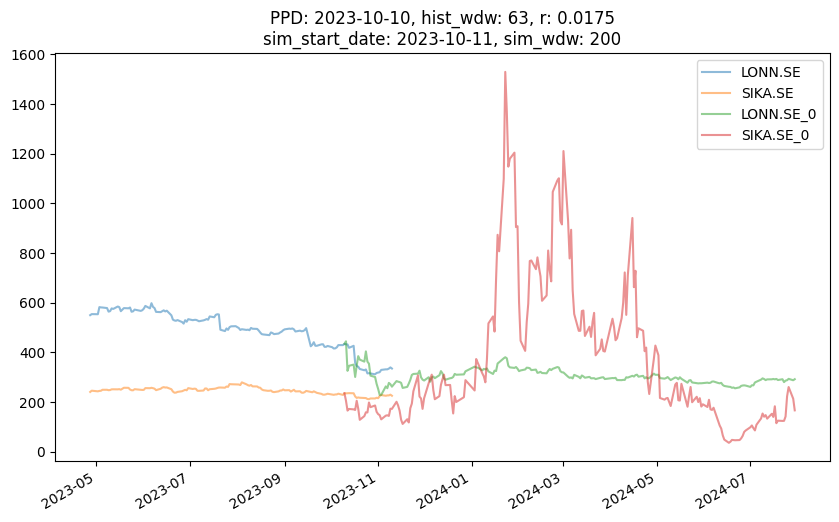 PPD: 2023-10-10, hist_wdw: 63, r: 0.0175
sim_start_date: 2023-10-11, sim_wdw: 200
1600
1400
1200
1000
800
600
400
200
0
LONN.SE
SIKA.SE
LONN.SE_0
SIKA.SE_0
2023-05
2023-07
2023-09
2023-11
2024-01
2024-03
2024-05
2024-07